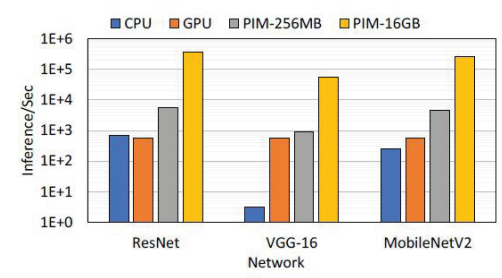 CPU GPU PIM-256MB PIM-16GB
1E+6
1E+5
1E+4
1E+3
1E+2
1E+1
1E+0
Inference/Sec
ResNet VGG-16 MobileNetV2
Network